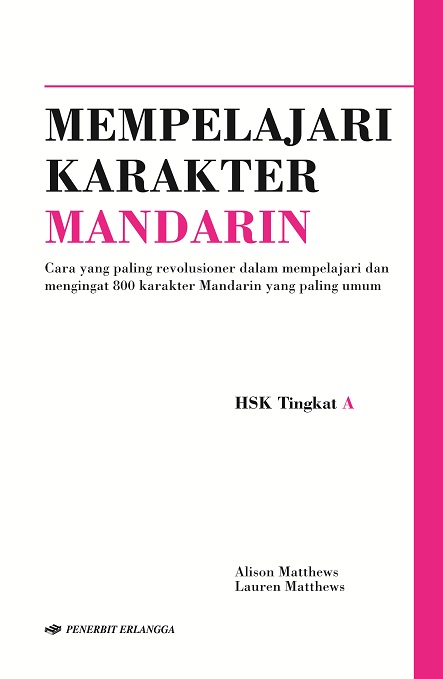 MEMPELAJARI
KARAKTER
MANDARIN
Cara yang paling revolusioner dalam mempelajari dan
mengingat 800 karakter Mandarin yang paling umum
HSK Tingkat A
Alison Matthews
Lauren Matthews
PENERBIT ERLANGGA